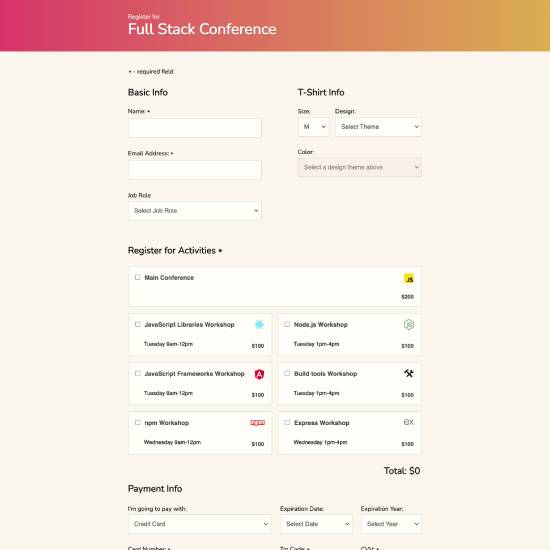 Register for
Full Stack Conference
* - required field
Basic Info
Name: *
Email Address: *
Job Role
Select Job Role
T-Shirt Info
Size:
Design:
M
Select Theme
Color:
Select a design theme above
Register for Activities *
Main Conference
JS
$200
JavaScript Libraries Workshop
Tuesday 9am-12pm
$100
Node.js Workshop
Tuesday 1pm-4pm
$100
JavaScript Frameworks Workshop
Tuesday 9am-12pm
$100
Build tools Workshop
Tuesday 1pm-4pm
$100
npm Workshop
npm
Wednesday 9am-12pm
$100
Express Workshop
ex
Wednesday 1pm-4pm
$100
Total: $0
Payment Info
I'm going to pay with:
Expiration Date:
Expiration Year:
Credit Card
Select Date
Select Year